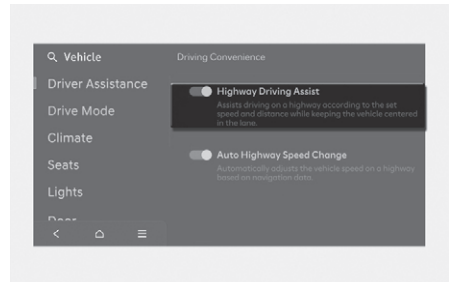 Vehicle
Driver Assistance
Drive Mode
Climate
Seats
Lights
Door
Driving Convenience
Highway Driving Assist
Assists driving on a highway according to the set
speed and distance while keeping the vehicle centered
in the lane.
Auto Highway Speed Change
Automatically adjusts the vehicle speed on a highway
based on navigation data.